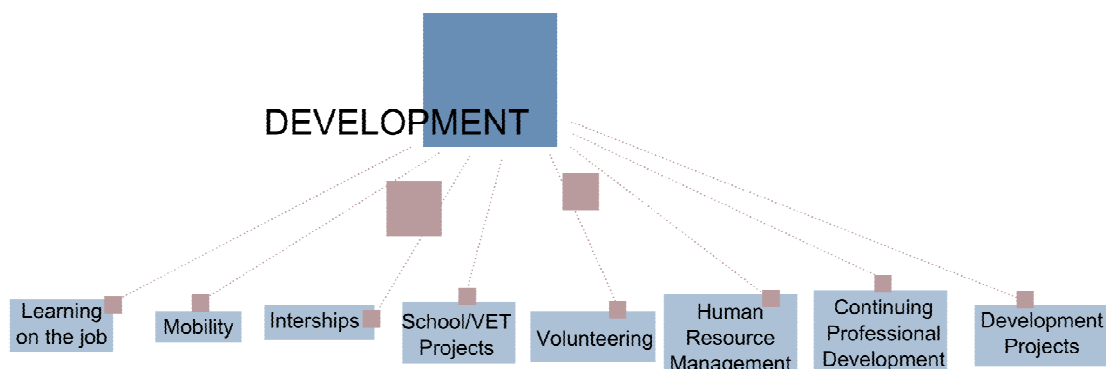 DEVELOPMENT
Learning
on the job
Mobility
Interships
School/VET
Projects
Volunteering
Human
Resource
Management
Continuing
Professional
Development
Development
Projects